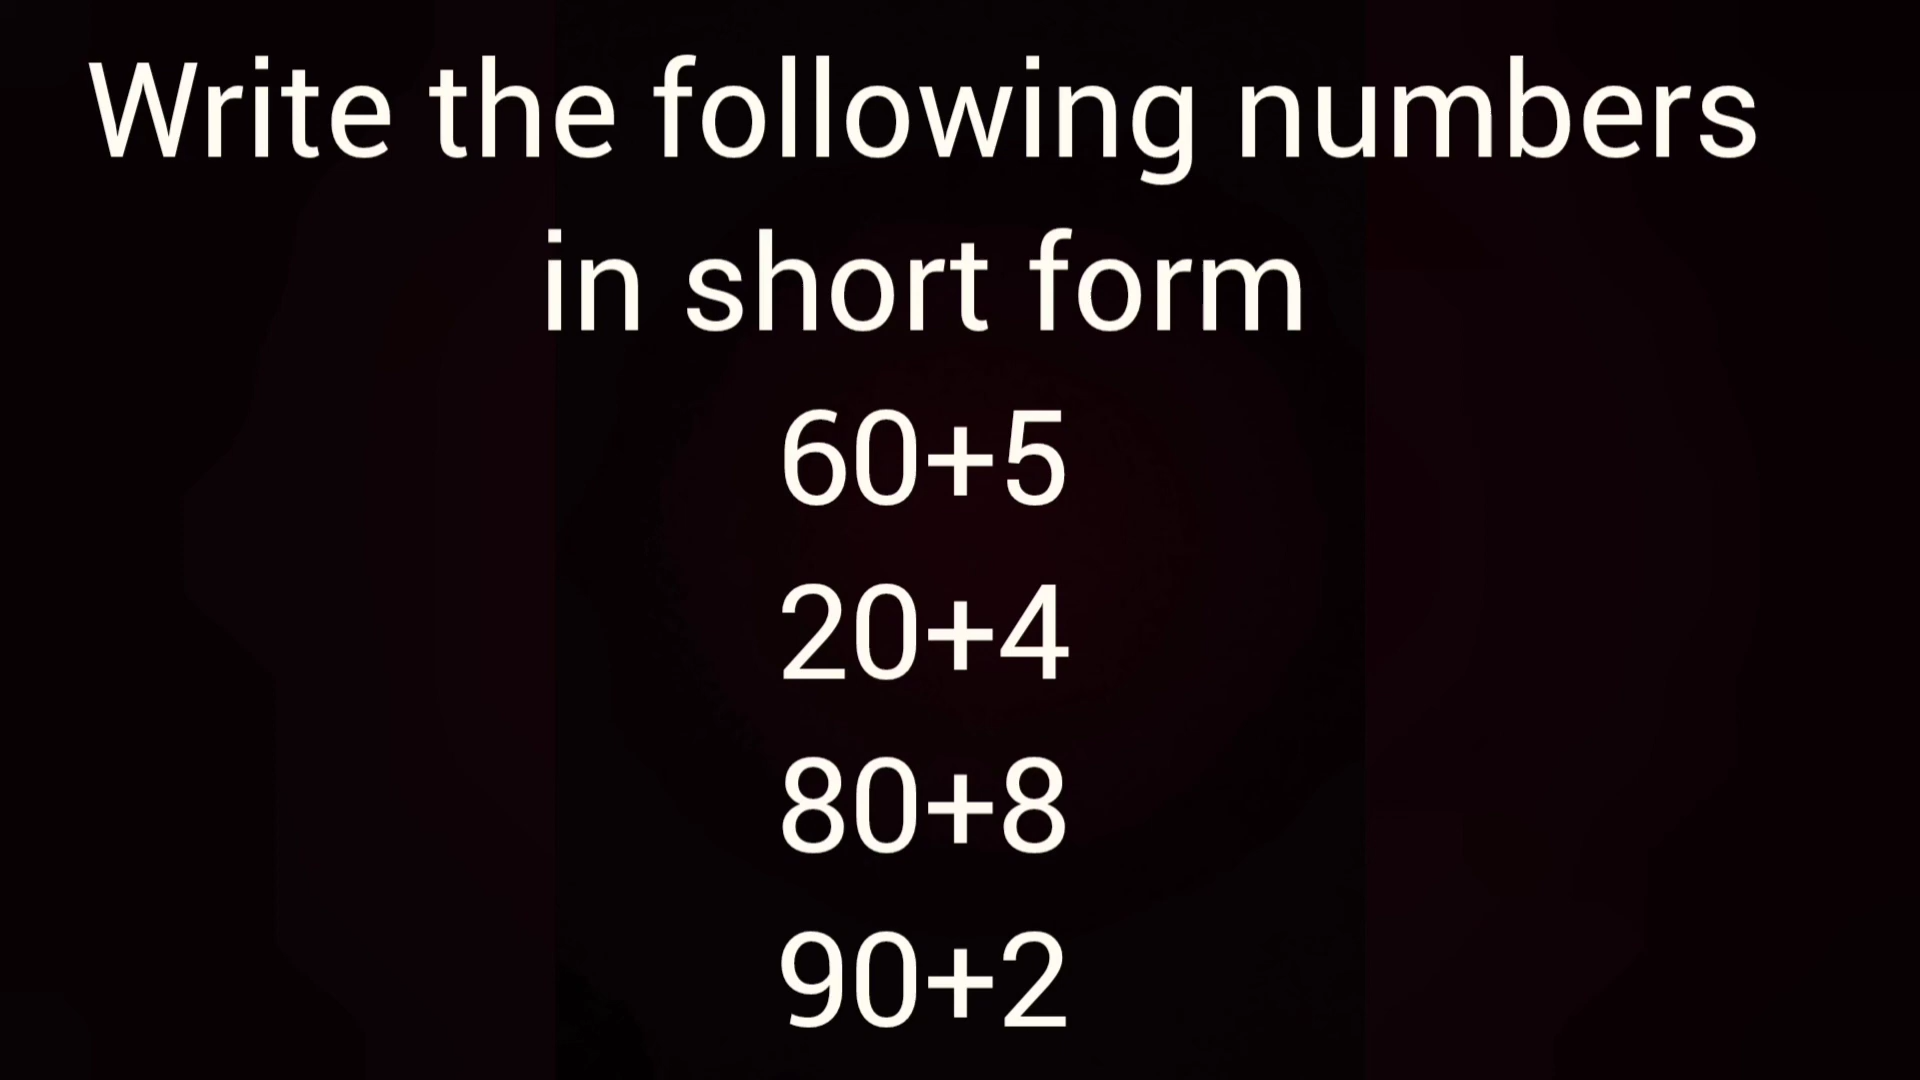 Write the following numbers
in short form
60+5
20+4
80+8
90+2